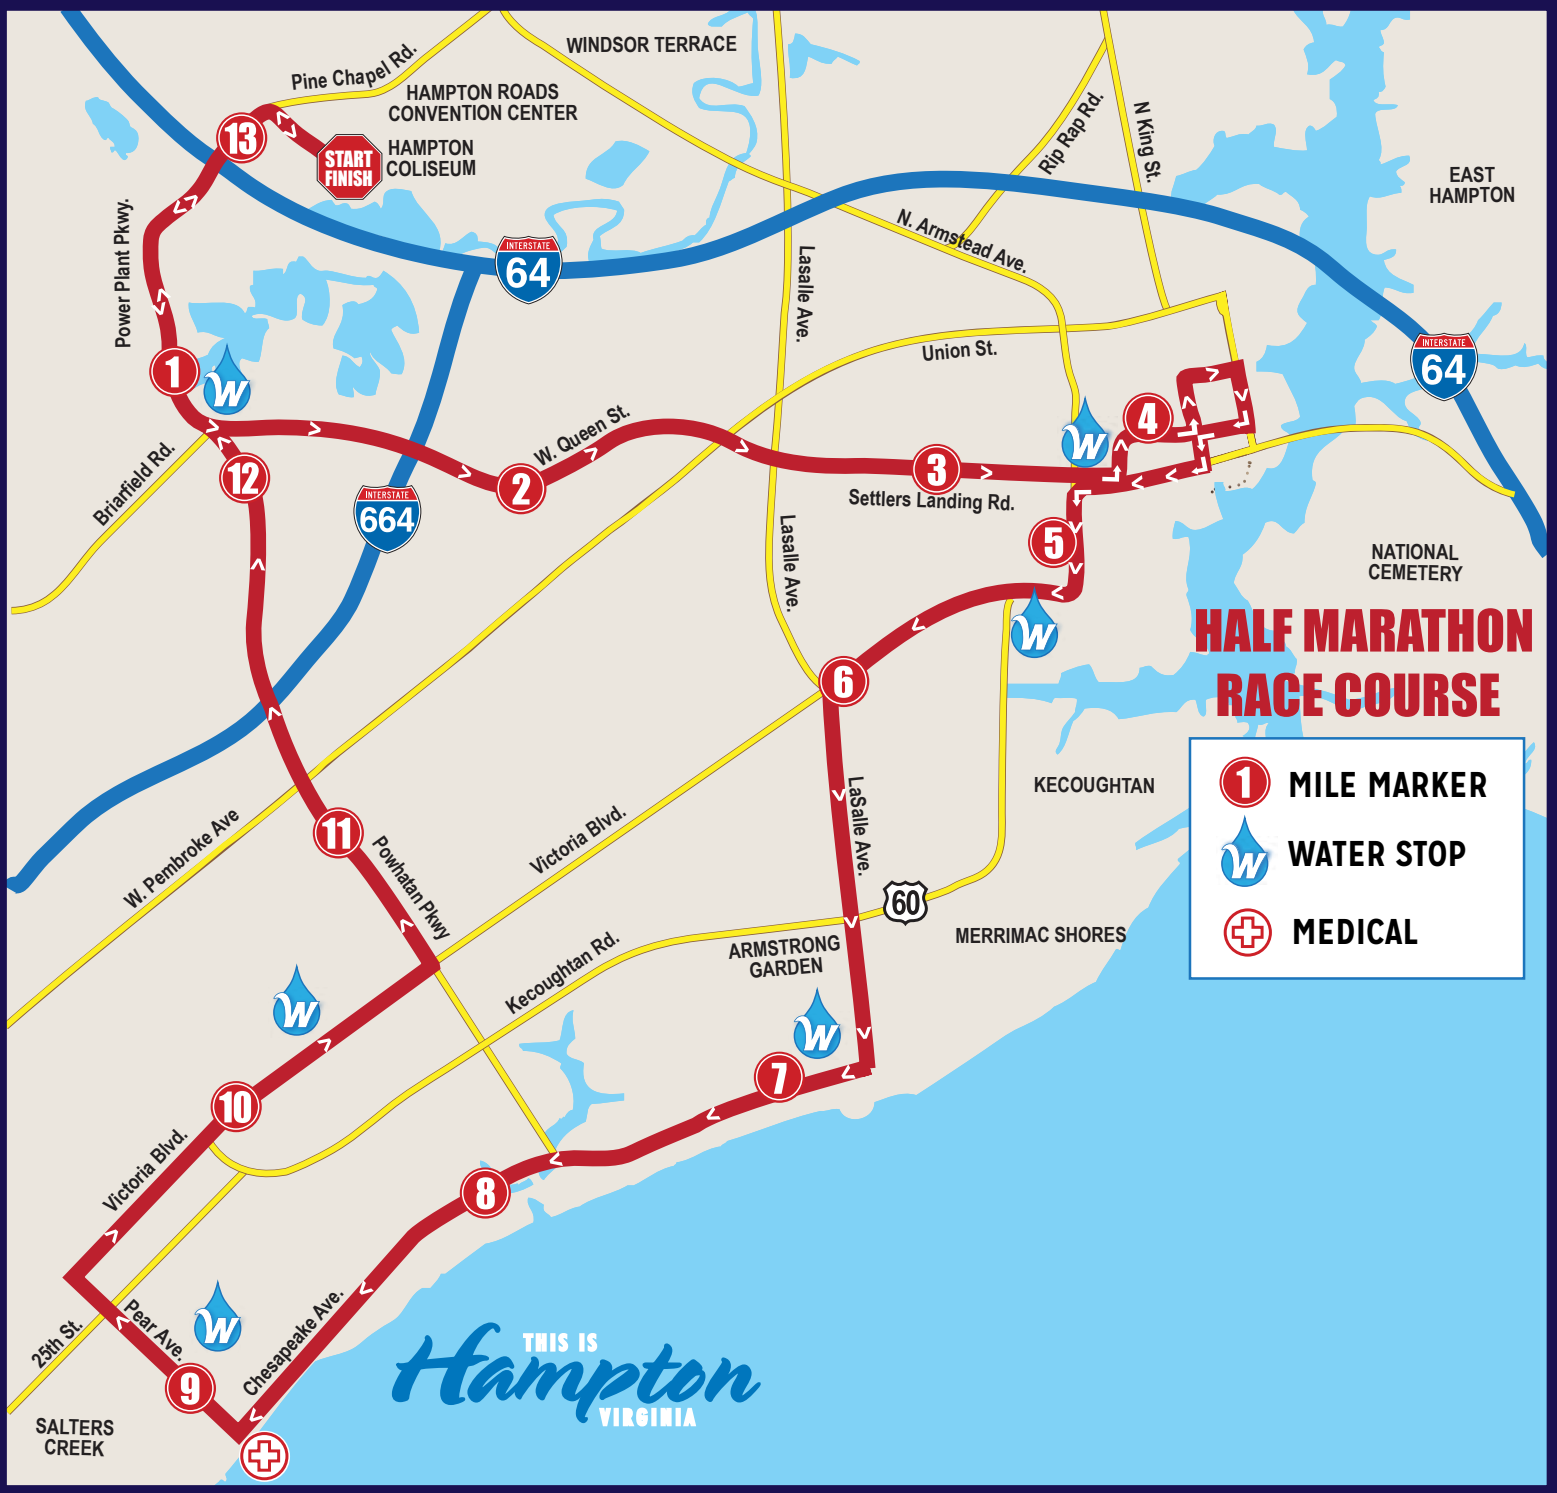 WINDSOR TERRACE
Pine Chapel Rd.
HAMPTON ROADS
CONVENTION CENTER
13
START
FINISH
HAMPTON
COLISEUM
Rip Rap Rd.
N King St.
EAST
HAMPTON
Power Plant Pkwy.
N. Armstead Ave.
INTERSTATE
64
Lasalle Ave.
Union St.
INTERSTATE
64
1
W
W. Queen St.
4
W
Briarfield Rd.
12
2
3
Settlers Landing Rd.
INTERSTATE
664
Lasalle Ave.
5
NATIONAL
CEMETERY
W
HALF MARATHON
RACE COURSE
6
1 MILE MARKER
W WATER STOP
MEDICAL
KECOUGHTAN
LaSalle Ave.
Victoria Blvd.
11
W. Pembroke Ave
Powhatan Pkwy
60
MERRIMAC SHORES
ARMSTRONG
GARDEN
Kecoughtan Rd.
W
W
7
10
Victoria Blvd.
8
W
Pear Ave.
25th St.
Chesapeake Ave.
9
SALTERS
CREEK
THIS IS
Hampton
VIRGINIA